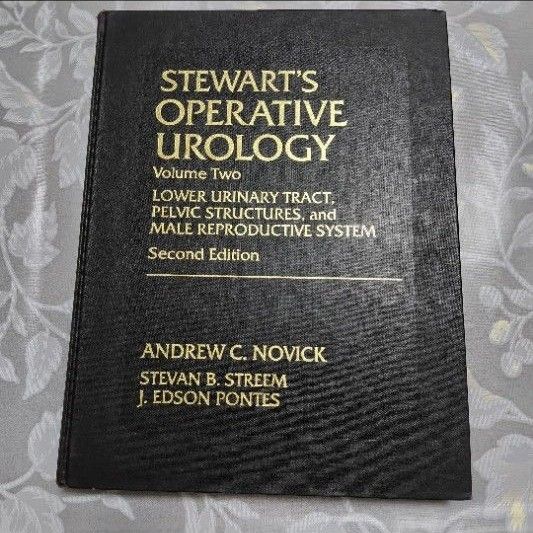 STEWART'S
OPERATIVE
UROLOGY
Volume Two
LOWER URINARY TRACT,
PELVIC STRUCTURES, and
MALE REPRODUCTIVE SYSTEM
Second Edition
ANDREW C. NOVICK
STEVAN B. STREEM
J. EDSON PONTES